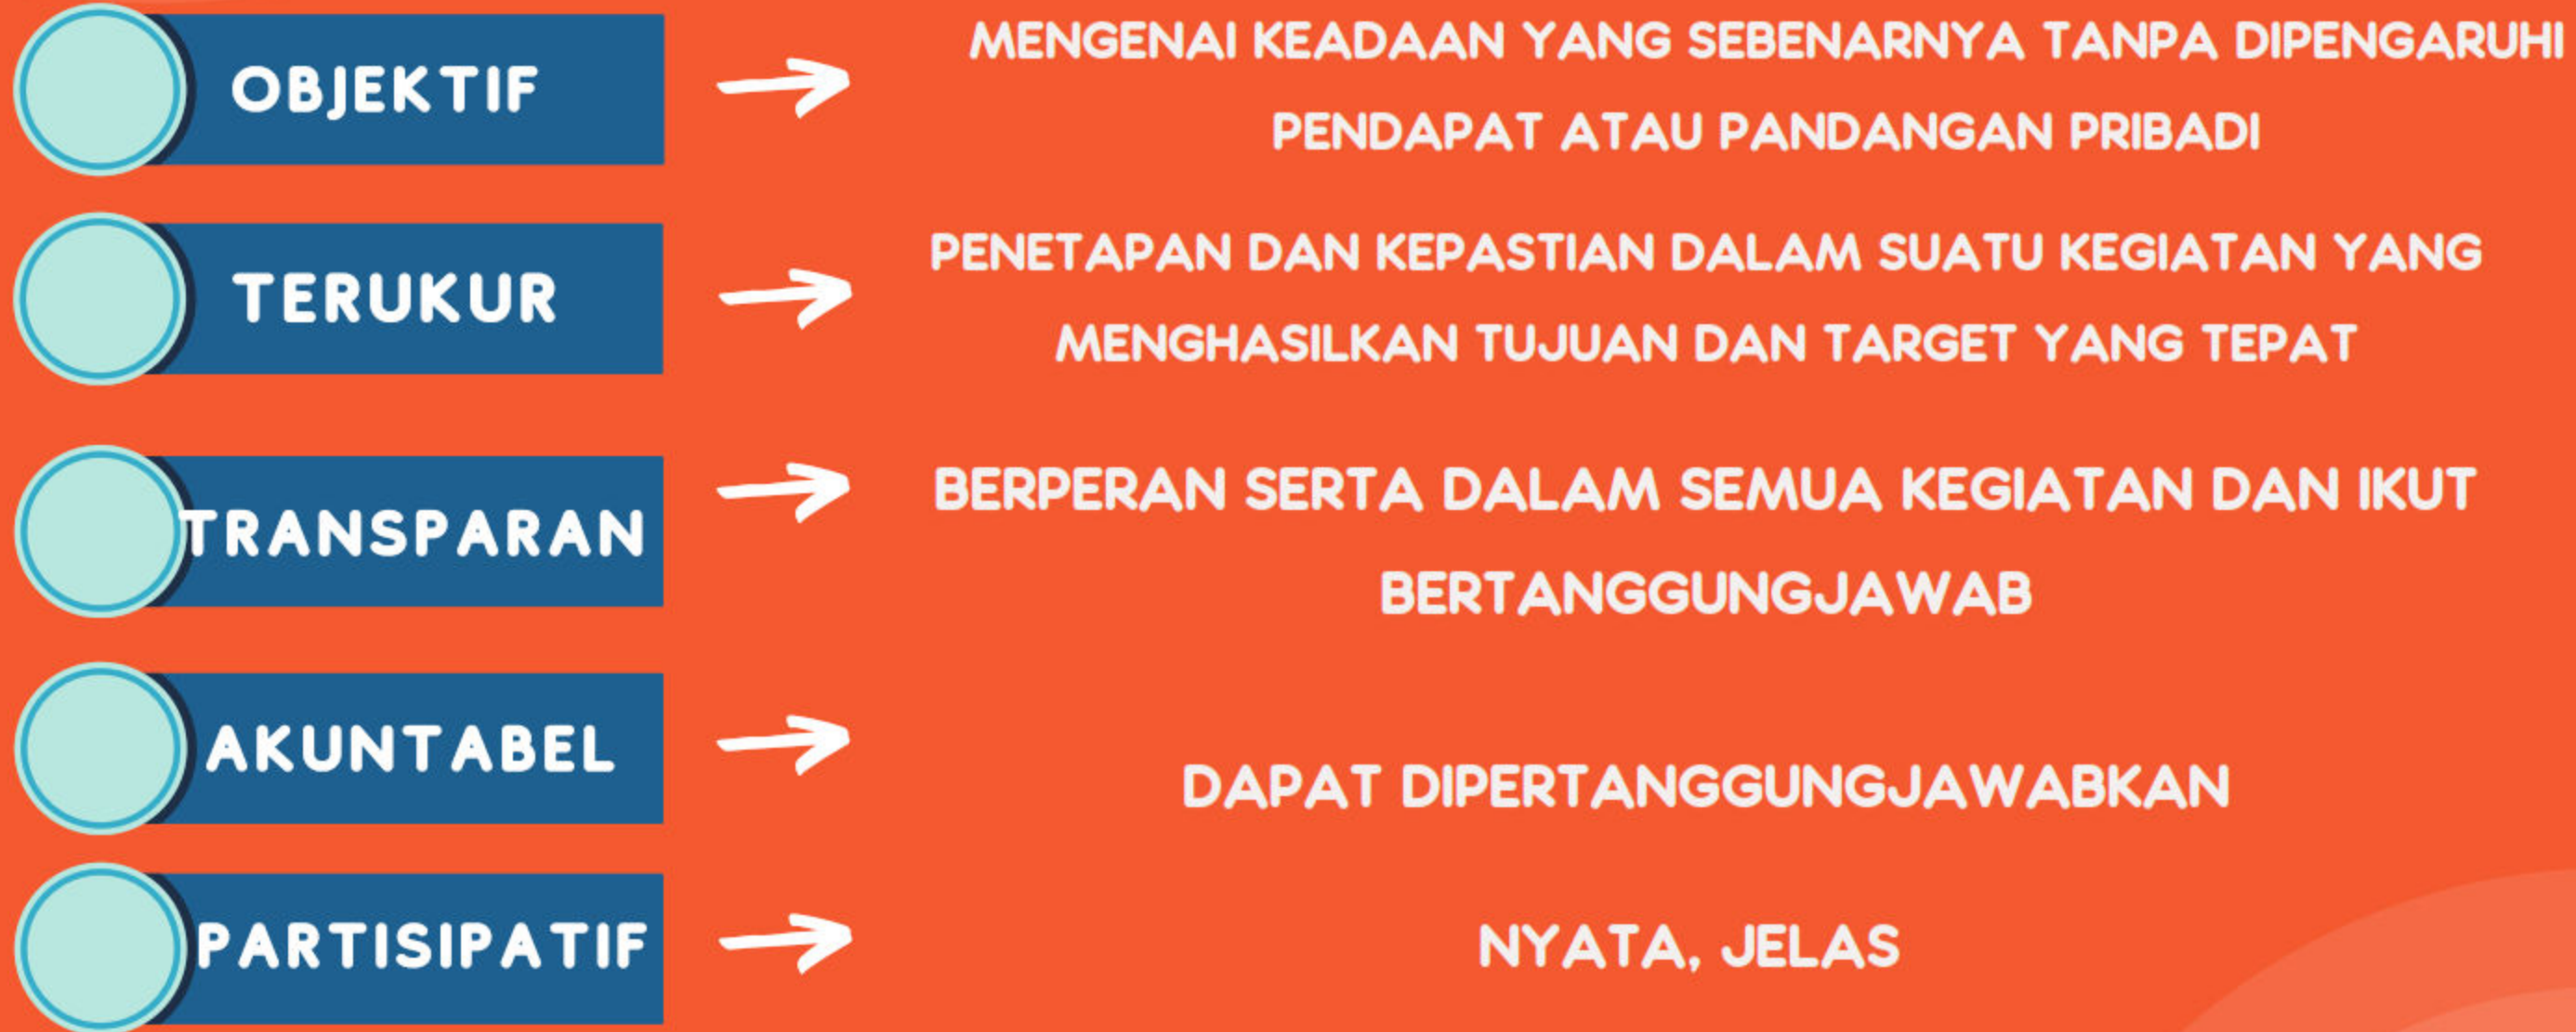 OBJEKTIF
MENGENAI KEADAAN YANG SEBENARNYA TANPA DIPENGARUHI
PENDAPAT ATAU PANDANGAN PRIBADI
TERUKUR
PENETAPAN DAN KEPASTIAN DALAM SUATU KEGIATAN YANG
MENGHASILKAN TUJUAN DAN TARGET YANG TEPAT
TRANSPARAN
BERPERAN SERTA DALAM SEMUA KEGIATAN DAN IKUT
BERTANGGUNGJAWAB
AKUNTABEL
DAPAT DIPERTANGGUNGJAWABKAN
PARTISIPATIF
NYATA, JELAS